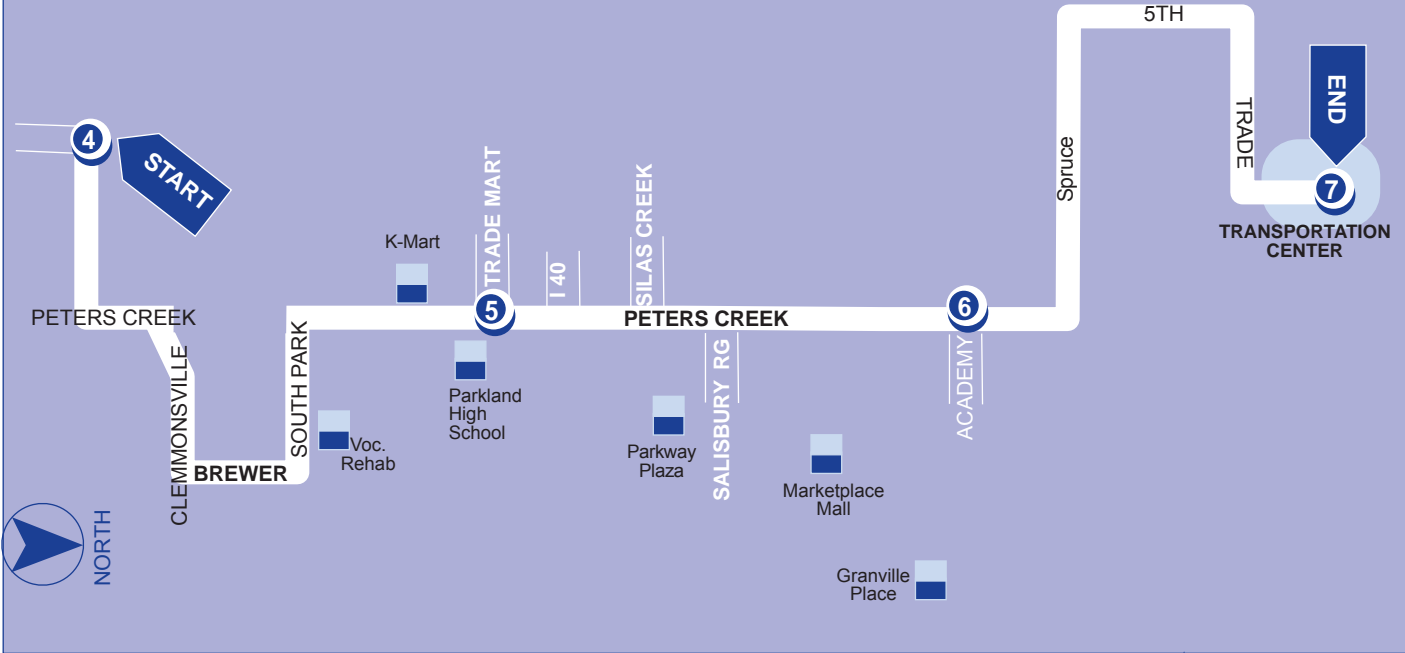 5TH
END
4
START
TRADE
Spruce
TRADE MART
SILAS CREEK
7
TRANSPORTATION
CENTER
K-Mart
I 40
5
6
PETERS CREEK
PETERS CREEK
CLEMMONSVILLE
SOUTH PARK
BREWER
Voc.
Rehab
Parkland
High
School
Parkway
Plaza
SALISBURY RG
ACADEMY
Marketplace
Mall
Granville
Place
NORTH